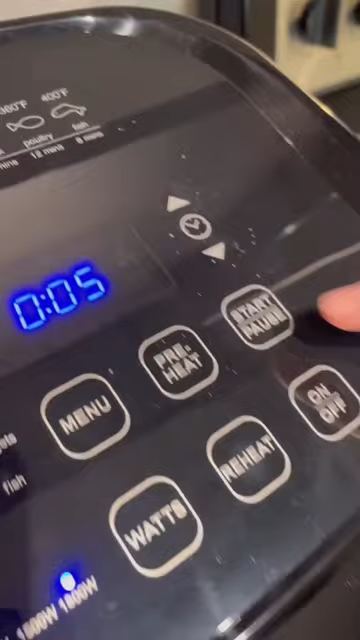 360°F 400°F
poultry fish
mins 12 mins 8 mins
0:05
START
PAUSE
PRE-
HEAT
MENU
ON
OFF
REHEAT
fish
WATTS
1500W 1800W